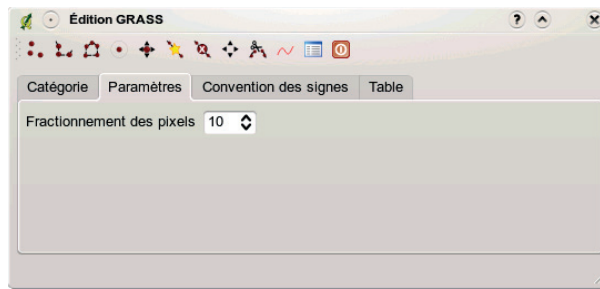 Édition GRASS
Catégorie Paramètres Convention des signes Table
Fractionnement des pixels 10